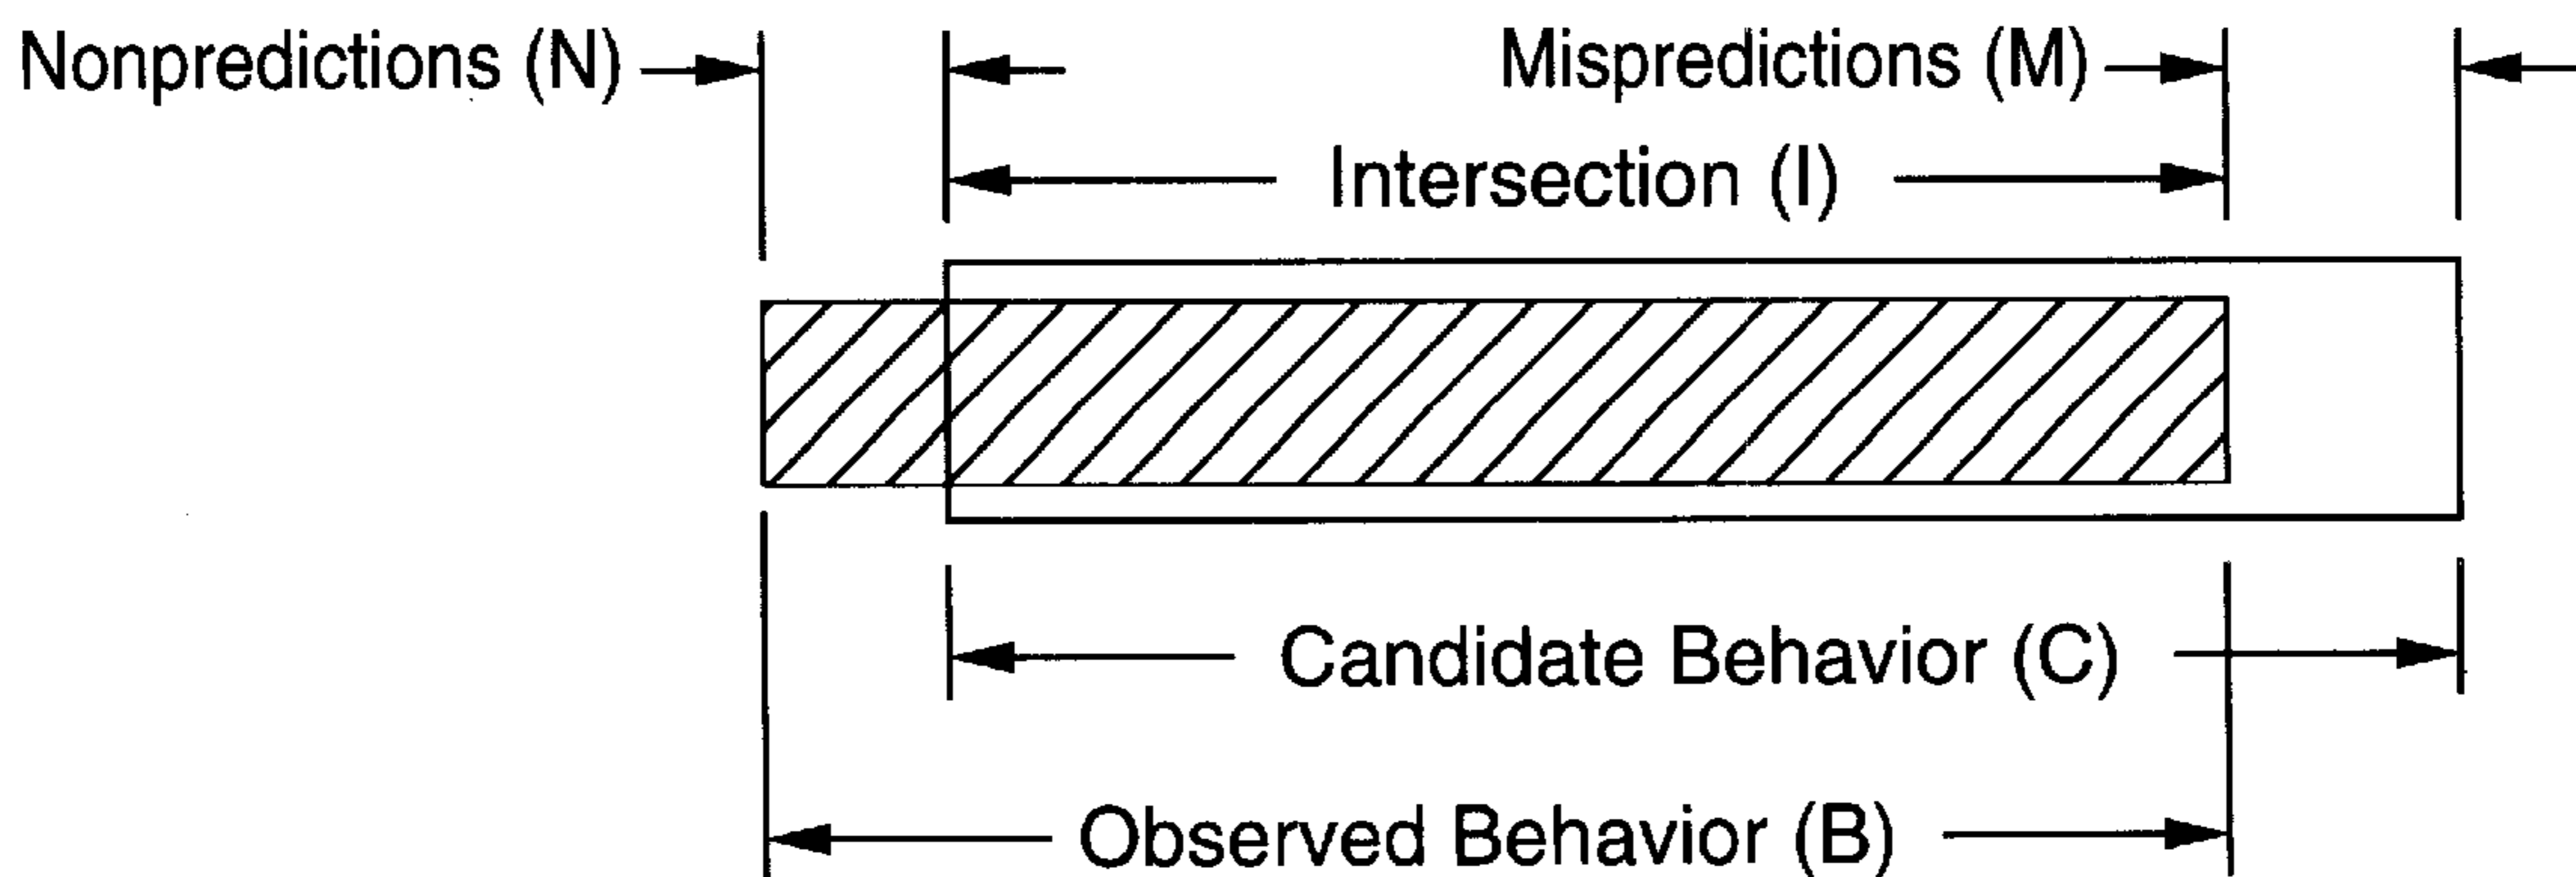 Nonpredictions (N)
Mispredictions (M)
Intersection (I)
Candidate Behavior (C)
Observed Behavior (B)